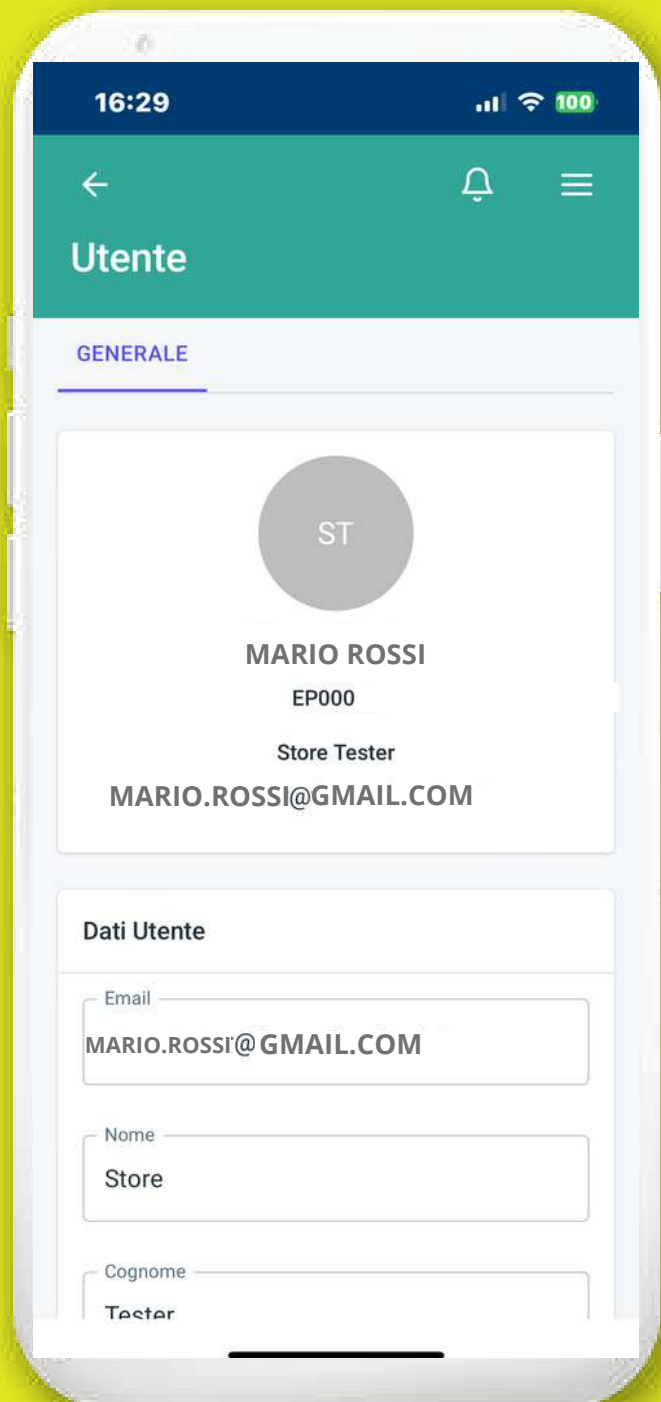 16:29
100
Utente
GENERALE
ST
MARIO ROSSI
EP000
Store Tester
MARIO.ROSSI@GMAIL.COM
Dati Utente
Email
MARIO.ROSSI@GMAIL.COM
Nome
Store
Cognome
Tester